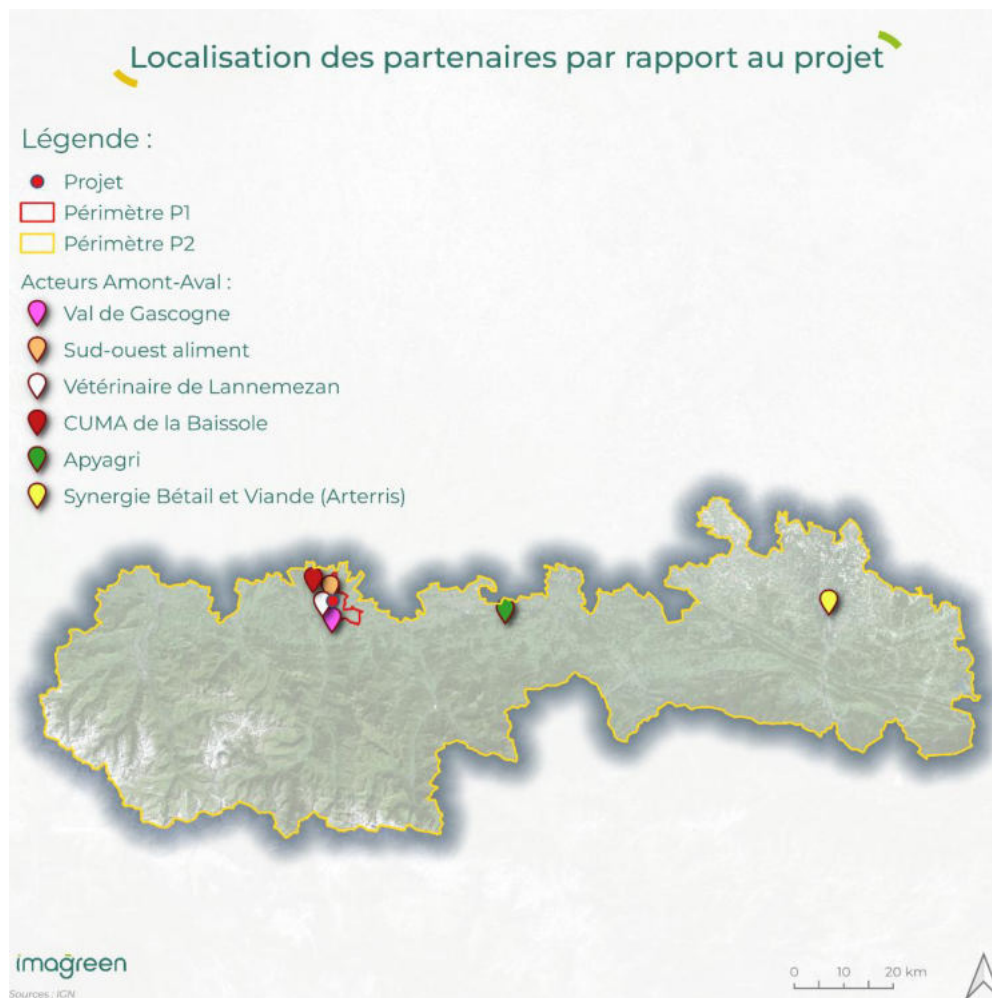 Localisation des partenaires par rapport au projet
Légende :
Projet
Périmètre P1
Périmètre P2
Acteurs Amont-Aval :
Val de Gascogne
Sud-ouest aliment
Vétérinaire de Lannemezan
CUMA de la Baissole
Apyagri
Synergie Bétail et Viande (Arterris)
imagreen
Sources : IGN
0 10 20 km